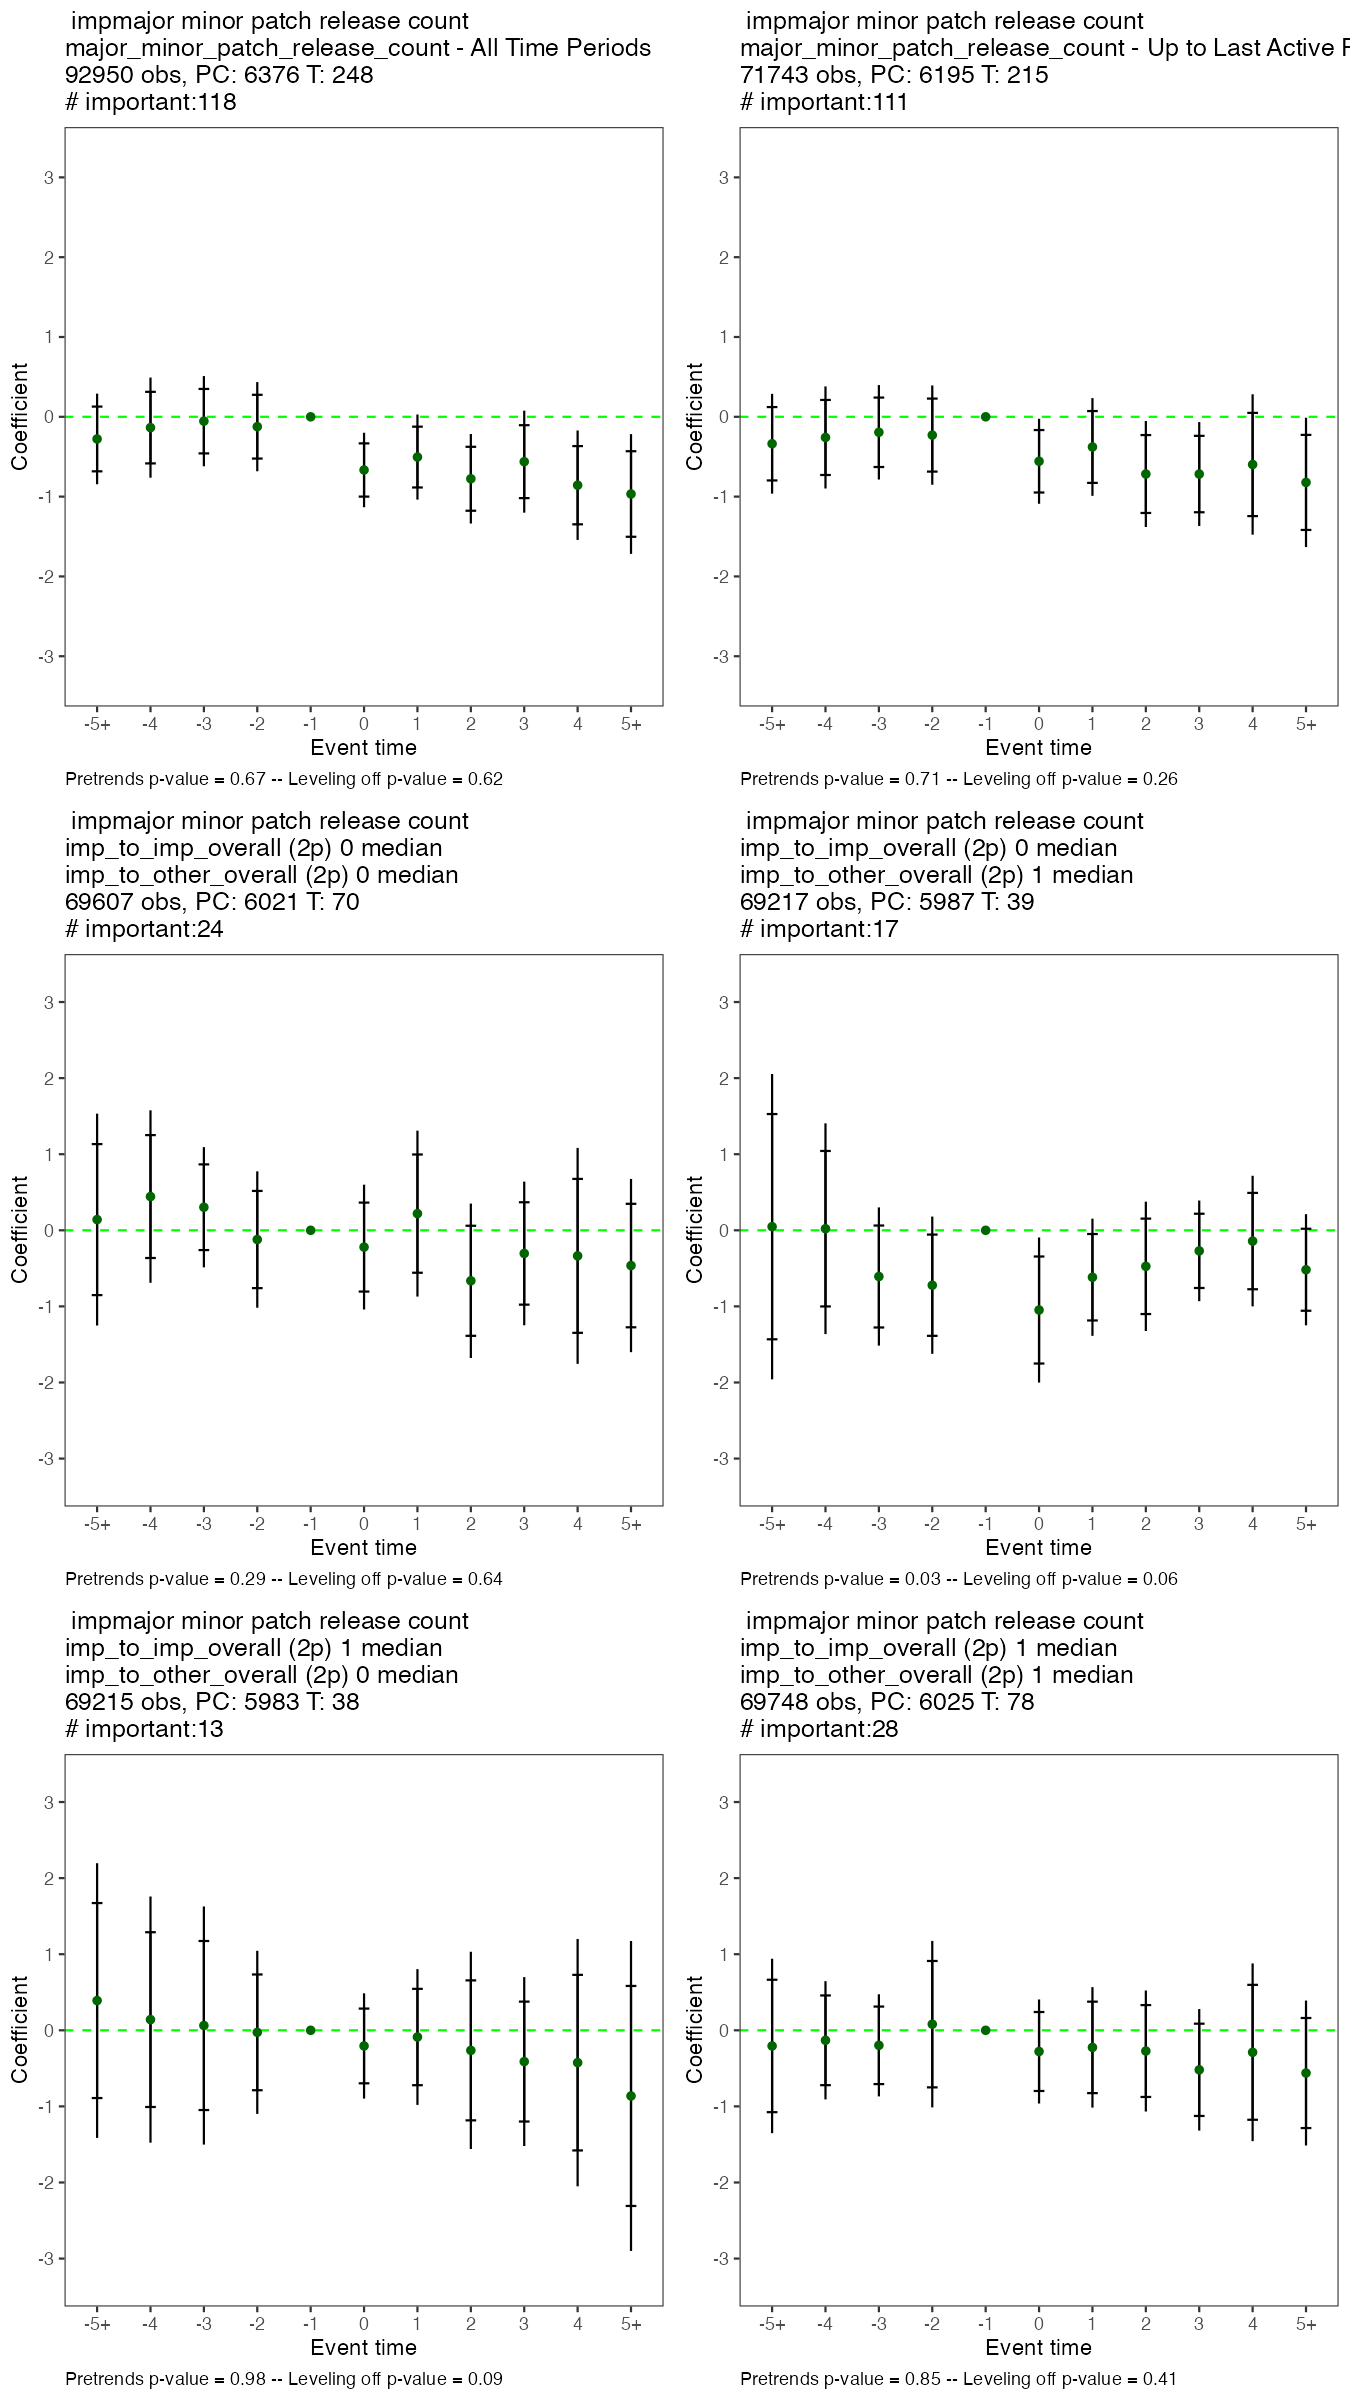 impmajor minor patch release count
major_minor_patch_release_count - All Time Periods
92950 obs, PC: 6376 T: 248
# important:118
3
2
1
0
-1
-2
-3
Coefficient
-5+ -4 -3 -2 -1 0 1 2 3 4 5+
Event time
Pretrends p-value = 0.67 -- Leveling off p-value = 0.62
impmajor minor patch release count
major_minor_patch_release_count - Up to Last Active
71743 obs, PC: 6195 T: 215
# important:111
3
2
1
0
-1
-2
-3
Coefficient
-5+ -4 -3 -2 -1 0 1 2 3 4 5+
Event time
Pretrends p-value = 0.71 -- Leveling off p-value = 0.26
impmajor minor patch release count
imp_to_imp_overall (2p) 0 median
imp_to_other_overall (2p) 0 median
69607 obs, PC: 6021 T: 70
# important:24
3
2
1
0
-1
-2
-3
Coefficient
-5+ -4 -3 -2 -1 0 1 2 3 4 5+
Event time
Pretrends p-value = 0.29 -- Leveling off p-value = 0.64
impmajor minor patch release count
imp_to_imp_overall (2p) 0 median
imp_to_other_overall (2p) 1 median
69217 obs, PC: 5987 T: 39
# important:17
3
2
1
0
-1
-2
-3
Coefficient
-5+ -4 -3 -2 -1 0 1 2 3 4 5+
Event time
Pretrends p-value = 0.03 -- Leveling off p-value = 0.06
impmajor minor patch release count
imp_to_imp_overall (2p) 1 median
imp_to_other_overall (2p) 0 median
69215 obs, PC: 5983 T: 38
# important:13
3
2
1
0
-1
-2
-3
Coefficient
-5+ -4 -3 -2 -1 0 1 2 3 4 5+
Event time
Pretrends p-value = 0.98 -- Leveling off p-value = 0.09
impmajor minor patch release count
imp_to_imp_overall (2p) 1 median
imp_to_other_overall (2p) 1 median
69748 obs, PC: 6025 T: 78
# important:28
3
2
1
0
-1
-2
-3
Coefficient
-5+ -4 -3 -2 -1 0 1 2 3 4 5+
Event time
Pretrends p-value = 0.85 -- Leveling off p-value = 0.41